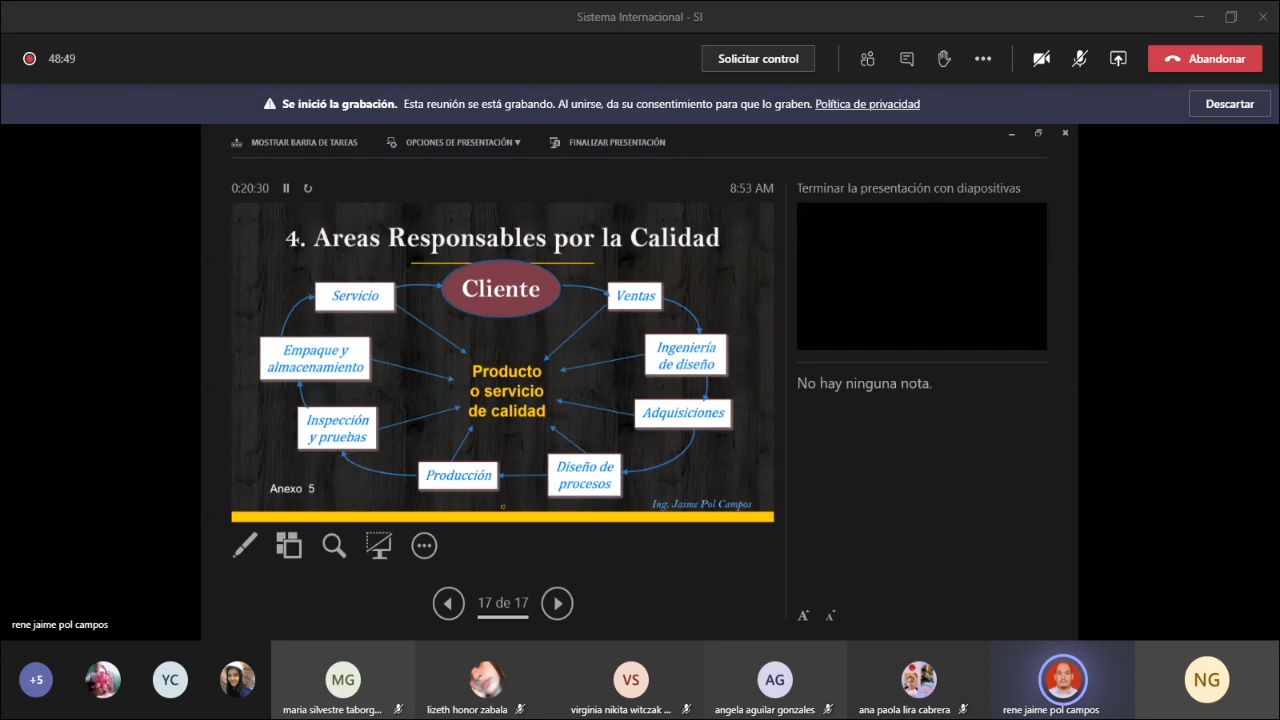 Sistema Internacional - SI
48:49
Solicitar control
Abandonar
Se inició la grabación. Esta reunión se está grabando. Al unirse, da su consentimiento para que lo graben. Política de privacidad
Descartar
MOSTRAR BARRA DE TAREAS
OPCIONES DE PRESENTACIÓN
FINALIZAR PRESENTACIÓN
0:20:30
8:53 AM
Terminar la presentación con diapositivas
4. Areas Responsables por la Calidad
Cliente
Servicio
Ventas
Empaque y
almacenamiento
Ingeniería
de diseño
Producto
o servicio
de calidad
Adquisiciones
Inspección
y pruebas
Producción
Diseño de
procesos
Anexo 5
17
Ing. Jaime Pol Campos
No hay ninguna nota.
17 de 17
A A
rene jaime pol campos
+5
YC
MG
VS
AG
NG
maria silvestre taborg...
lizeth honor zabala
virginia nikita witczak ...
angela aguilar gonzales
ana paola lira cabrera
rene jaime pol campos